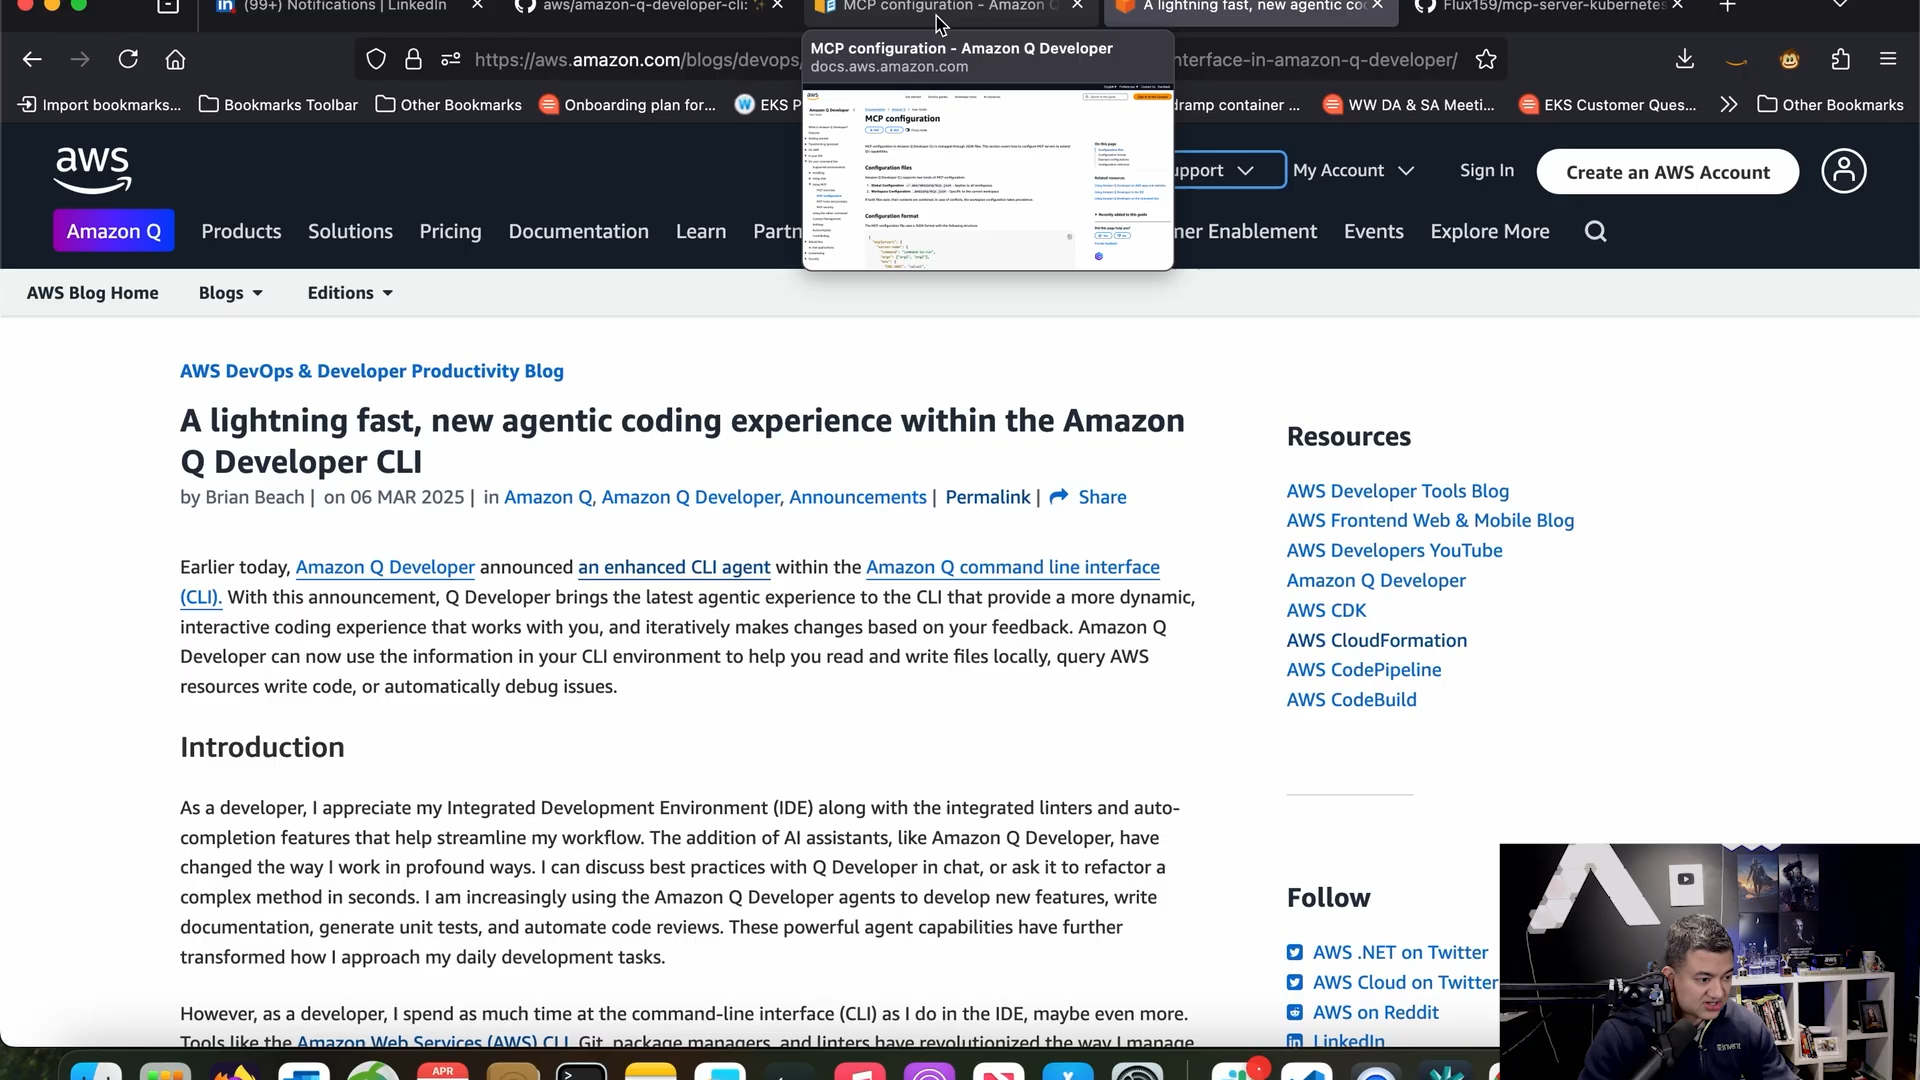 (99+) Notifications | LinkedIn
aws/amazon-q-developer-cli:
MCP configuration - Amazon Q
A lightning fast, new agentic co
Flux159/mcp-server-kubernetes
MCP configuration - Amazon Q Developer
docs.aws.amazon.com
https://aws.amazon.com/blogs/devops/
nterface-in-amazon-q-developer/
Import bookmarks...
Bookmarks Toolbar
Other Bookmarks
Onboarding plan for...
EKS P
dramp container ...
WW DA & SA Meeti...
EKS Customer Ques...
Other Bookmarks
aws
upport
My Account
Sign In
Create an AWS Account
Amazon Q
Products
Solutions
Pricing
Documentation
Learn
Partn
ner Enablement
Events
Explore More
MCP configuration
Configuration files
Configuration format
AWS Blog Home
Blogs
Editions
AWS DevOps & Developer Productivity Blog
A lightning fast, new agentic coding experience within the Amazon
Q Developer CLI
by Brian Beach | on 06 MAR 2025 | in Amazon Q, Amazon Q Developer, Announcements | Permalink | Share
Earlier today, Amazon Q Developer announced an enhanced CLI agent within the Amazon Q command line interface
(CLI). With this announcement, Q Developer brings the latest agentic experience to the CLI that provide a more dynamic,
interactive coding experience that works with you, and iteratively makes changes based on your feedback. Amazon Q
Developer can now use the information in your CLI environment to help you read and write files locally, query AWS
resources write code, or automatically debug issues.
Introduction
As a developer, I appreciate my Integrated Development Environment (IDE) along with the integrated linters and auto-
completion features that help streamline my workflow. The addition of AI assistants, like Amazon Q Developer, have
changed the way I work in profound ways. I can discuss best practices with Q Developer in chat, or ask it to refactor a
complex method in seconds. I am increasingly using the Amazon Q Developer agents to develop new features, write
documentation, generate unit tests, and automate code reviews. These powerful agent capabilities have further
transformed how I approach my daily development tasks.
However, as a developer, I spend as much time at the command-line interface (CLI) as I do in the IDE, maybe even more.
Tools like the Amazon Web Services (AWS) CLI, Git, package managers, and linters have revolutionized the way I manage
Resources
AWS Developer Tools Blog
AWS Frontend Web & Mobile Blog
AWS Developers YouTube
Amazon Q Developer
AWS CDK
AWS CloudFormation
AWS CodePipeline
AWS CodeBuild
Follow
AWS .NET on Twitter
AWS Cloud on Twitter
AWS on Reddit
LinkedIn
APR